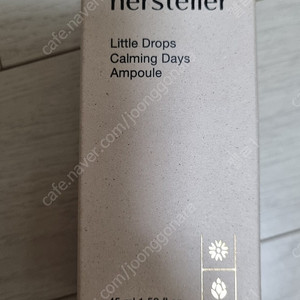 hersteller
Little Drops
Calming Days
Ampoule
cafe.naver.com/joonggonara